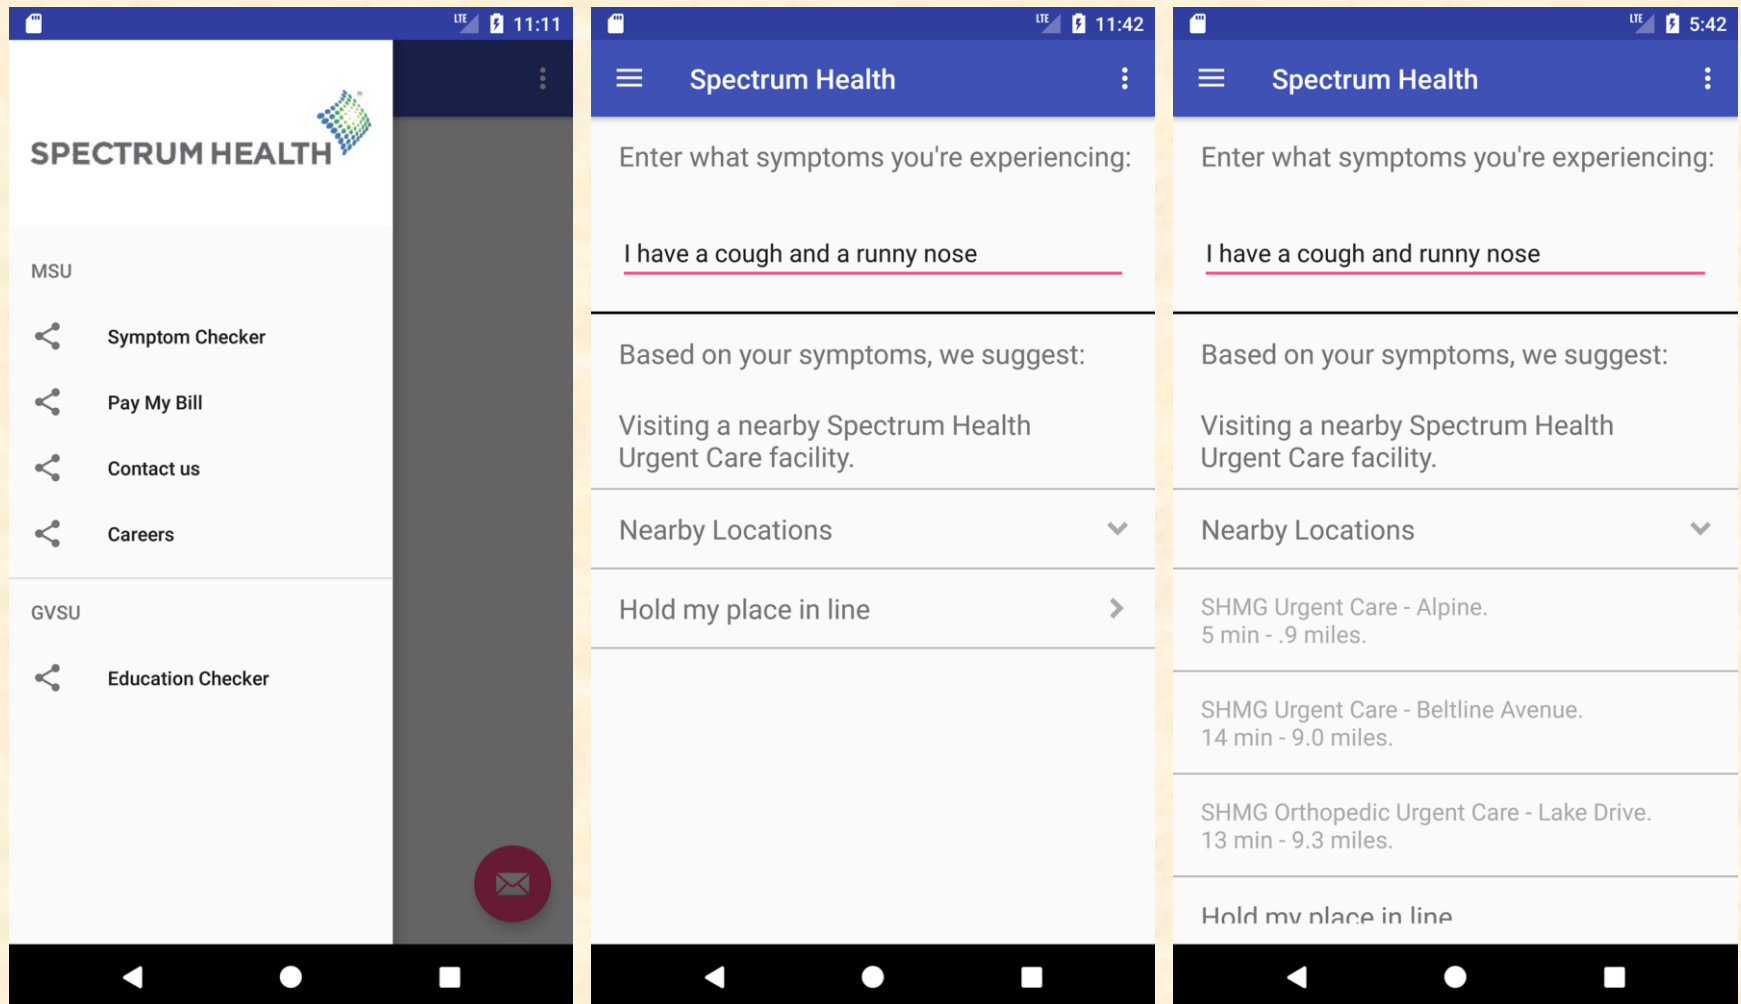 LTE 11:11
SPECTRUM HEALTH
MSU
Symptom Checker
Pay My Bill
Contact us
Careers
GVSU
Education Checker
LTE 11:42
Spectrum Health
Enter what symptoms you're experiencing:
I have a cough and a runny nose
Based on your symptoms, we suggest:
Visiting a nearby Spectrum Health
Urgent Care facility.
Nearby Locations
Hold my place in line
LTE 5:42
Spectrum Health
Enter what symptoms you're experiencing:
I have a cough and runny nose
Based on your symptoms, we suggest:
Visiting a nearby Spectrum Health
Urgent Care facility.
Nearby Locations
SHMG Urgent Care - Alpine.
5 min - .9 miles.
SHMG Urgent Care - Beltline Avenue.
14 min - 9.0 miles.
SHMG Orthopedic Urgent Care - Lake Drive.
13 min - 9.3 miles.
Hold my place in line